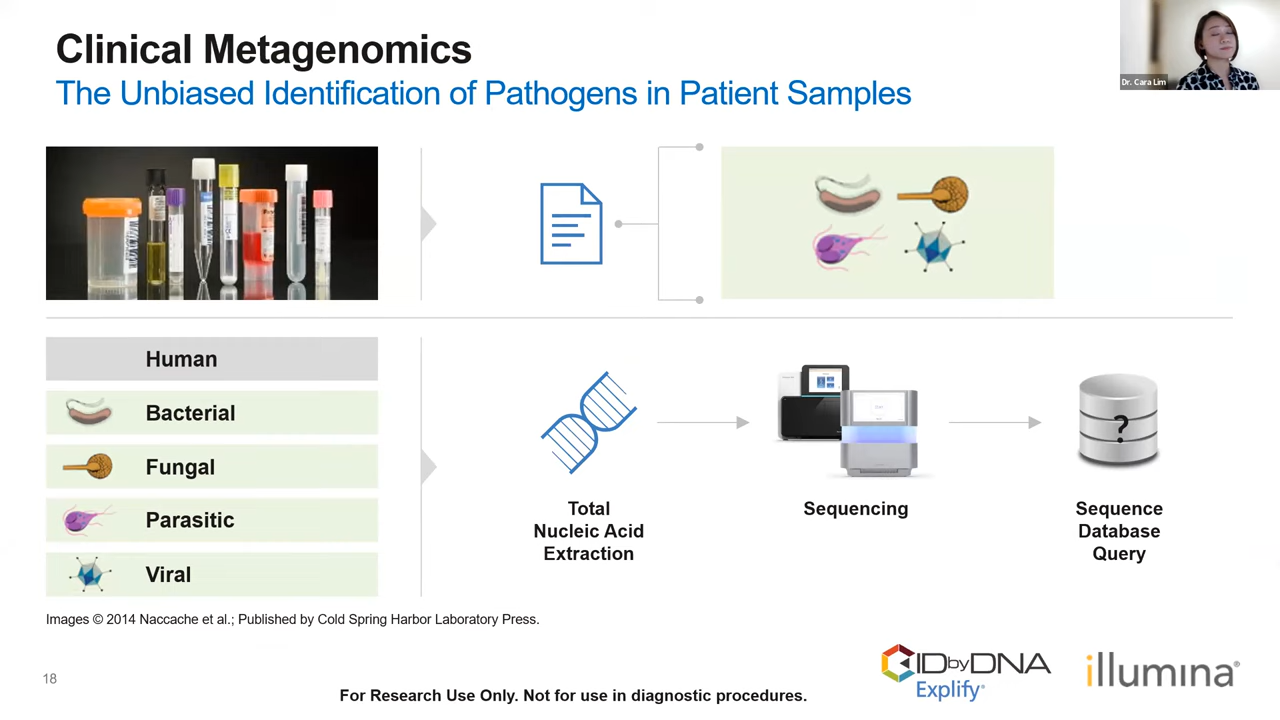 Clinical Metagenomics
The Unbiased Identification of Pathogens in Patient Samples
Dr. Cara Lim
Human
Bacterial
Fungal
Parasitic
Viral
Total
Nucleic Acid
Extraction
Sequencing
?
Sequence
Database
Query
Images © 2014 Naccache et al.; Published by Cold Spring Harbor Laboratory Press.
18
For Research Use Only. Not for use in diagnostic procedures.
IDbyDNA
Explify®
illumina®